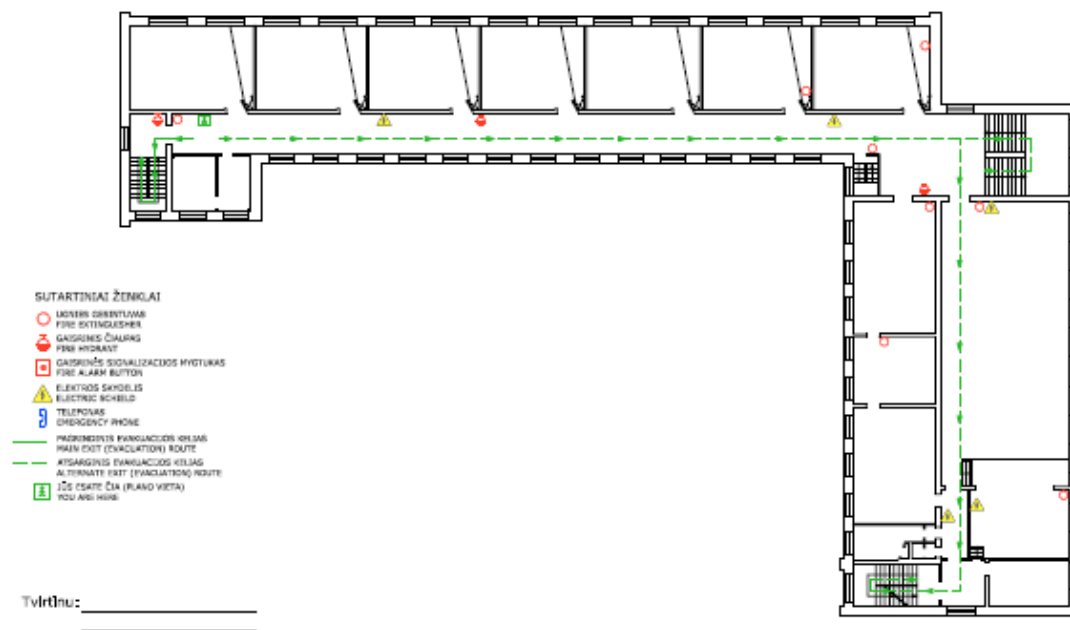 SUTARTINIAI ŽENKLAI
UGNIES GESINTUVAS
FIRE EXTINGUISHER
GAISRINIS ČIAUPAS
FIRE HYDRANT
GAISRINĖS SIGNALIZACIJOS MYGTUKAS
FIRE ALARM BUTTON
ELEKTROS SKYDELIS
ELECTRIC SCHIELD
TELEFONAS
EMERGENCY PHONE
PAGRINDINIS EVAKUACIJOS KELIAS
MAIN EXIT (EVACUATION) ROUTE
ATSARGINIS EVAKUACIJOS KELIAS
ALTERNATE EXIT (EVACUATION) ROUTE
JŪS ESATE ČIA (PLANO VIETA)
YOU ARE HERE
Tvirtinu: